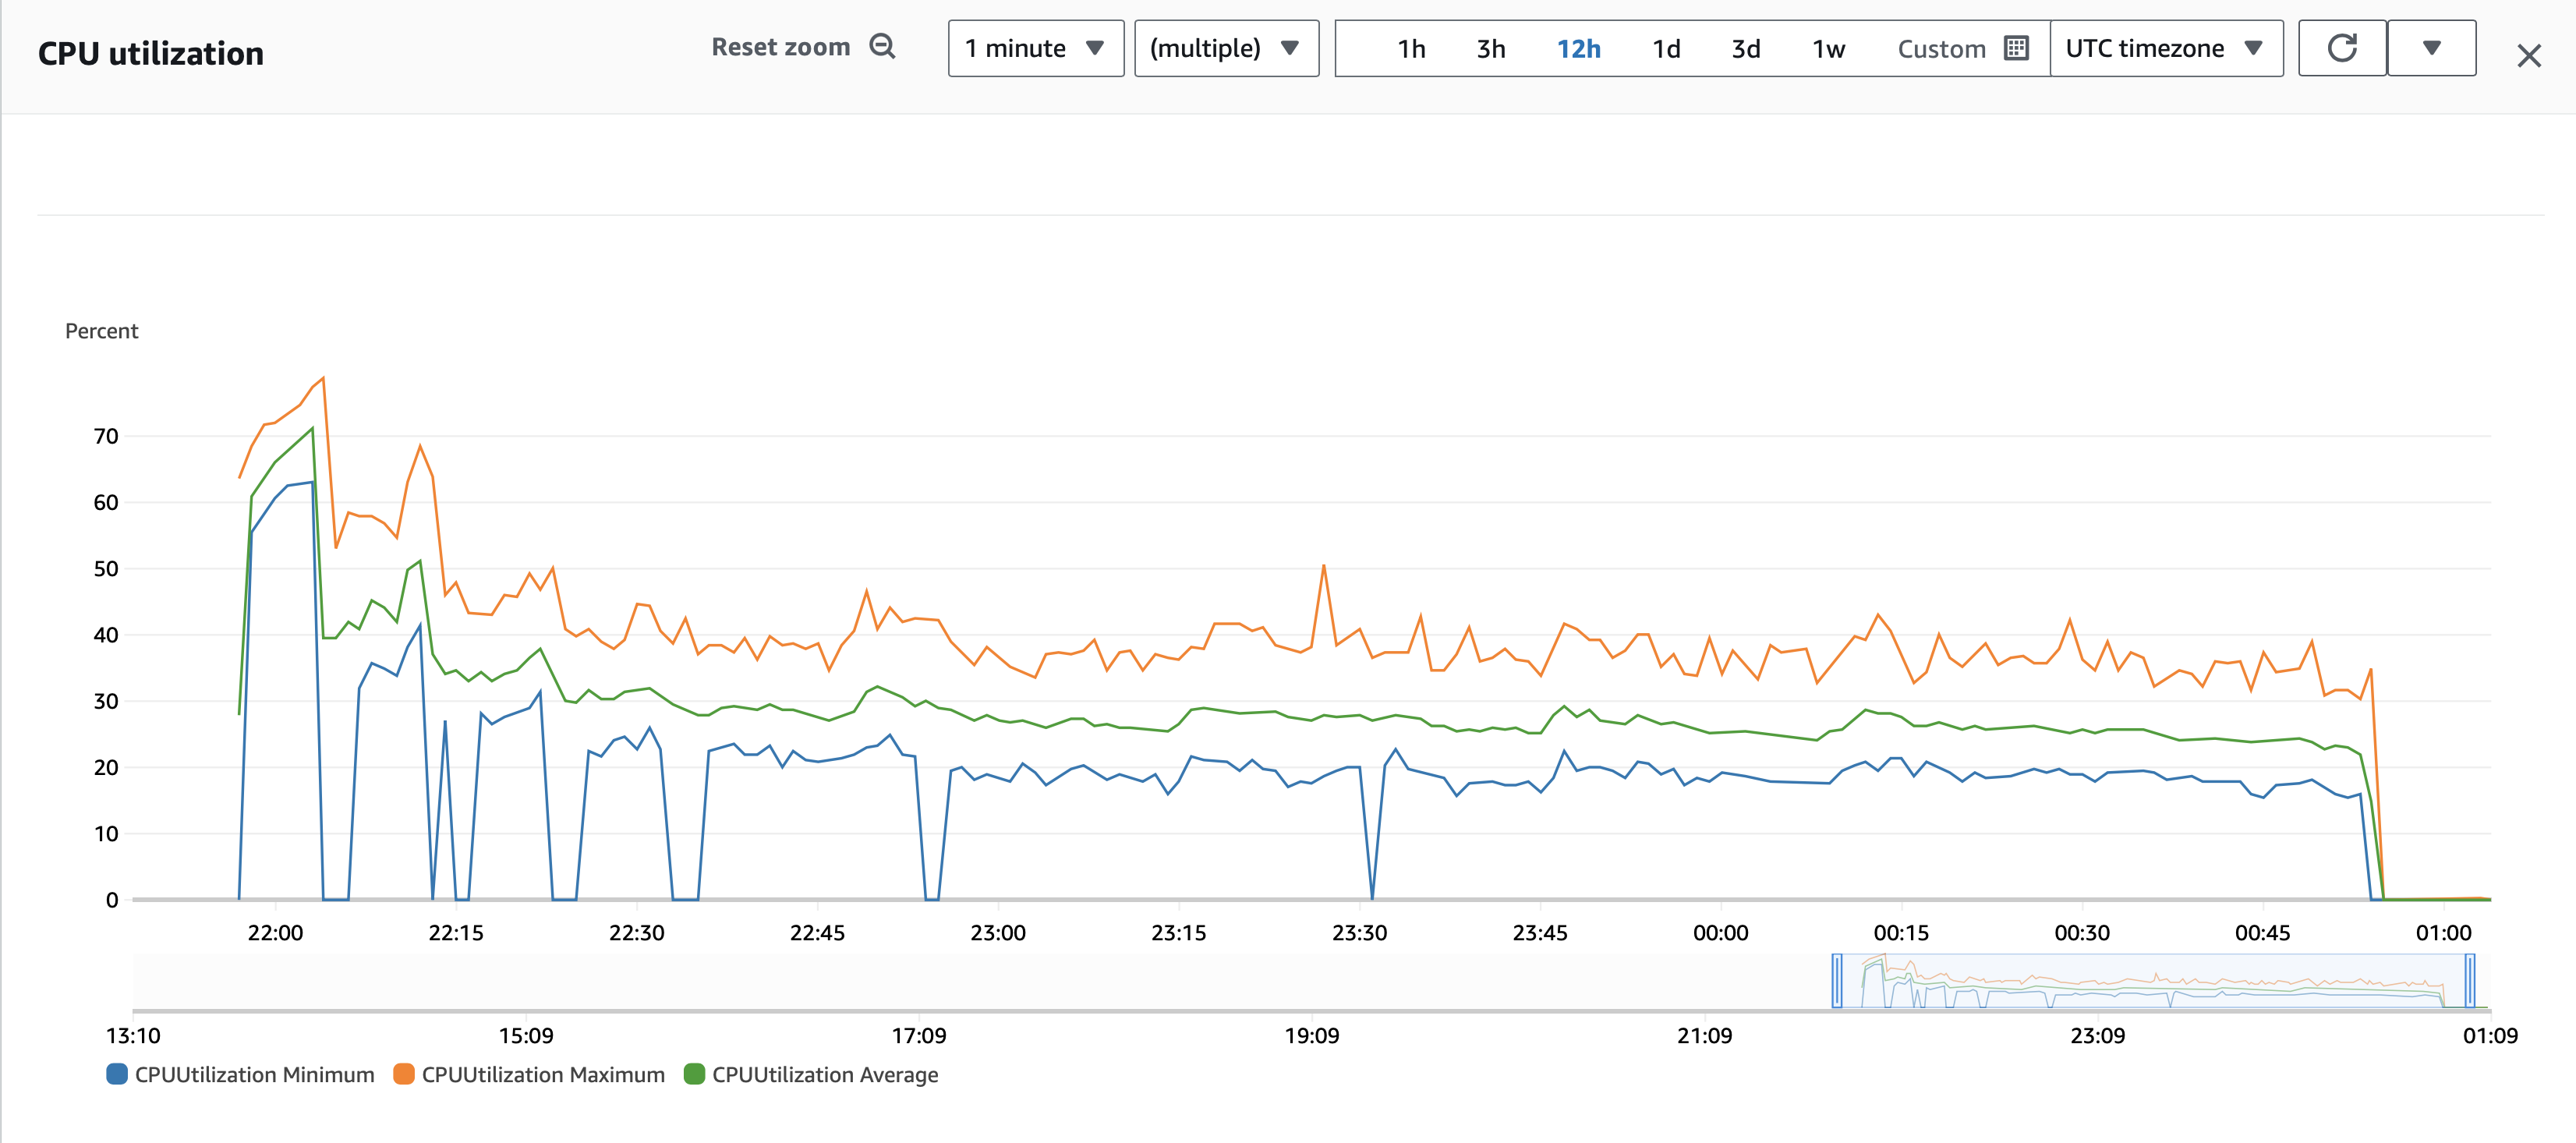 CPU utilization
Reset zoom
1 minute
(multiple)
1h 3h 12h 1d 3d 1w Custom
UTC timezone
Percent
70
60
50
40
30
20
10
0
22:00 22:15 22:30 22:45 23:00 23:15 23:30 23:45 00:00 00:15 00:30 00:45 01:00
13:10 15:09 17:09 19:09 21:09 23:09 01:09
CPUUtilization Minimum CPUUtilization Maximum CPUUtilization Average